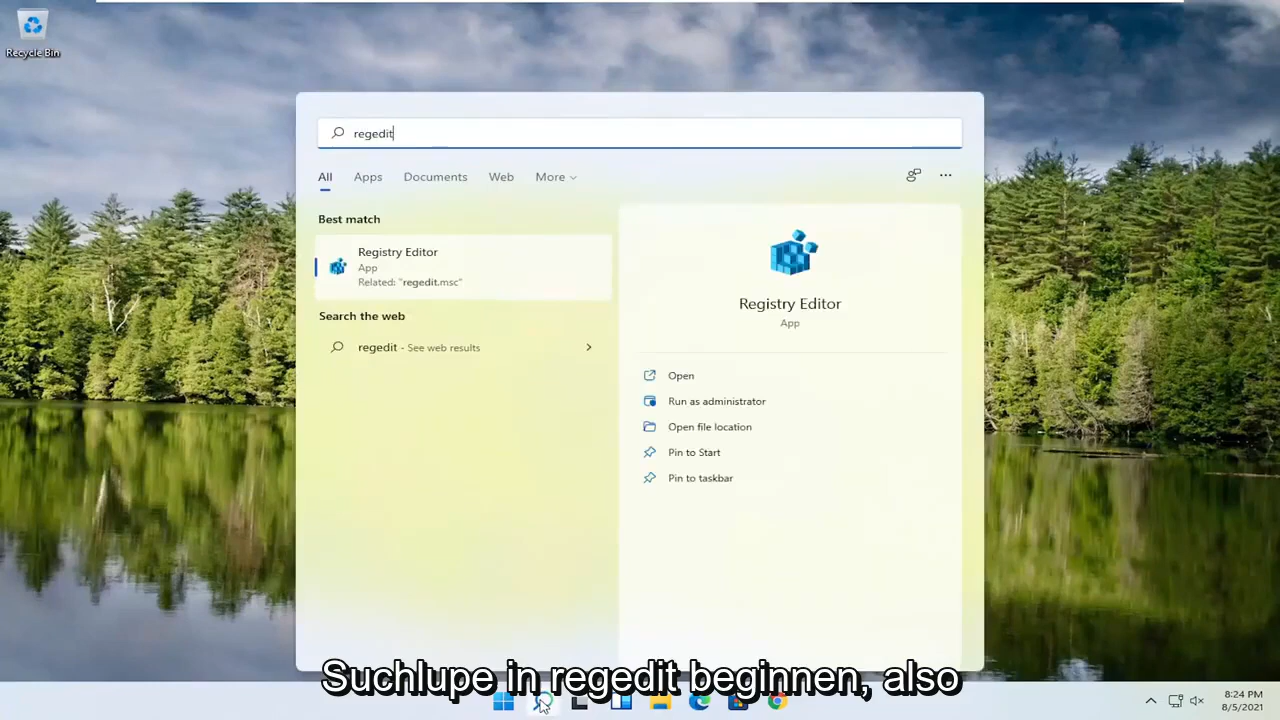 Recycle Bin
regedit
All Apps Documents Web More
Best match
Registry Editor
App
Related: "regedit.msc"
Search the web
regedit - See web results
Registry Editor
App
Open
Run as administrator
Open file location
Pin to Start
Pin to taskbar
Suchlupe in regedit beginnen, also
8:24 PM
8/5/2021